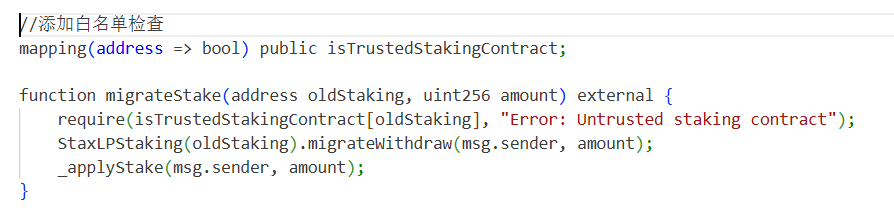 //添加白名单检查
mapping(address => bool) public isTrustedStakingContract;
function migrateStake(address oldStaking, uint256 amount) external {
require(isTrustedStakingContract[oldStaking], "Error: Untrusted staking contract");
StaxLPStaking(oldStaking).migrateWithdraw(msg.sender, amount);
_applyStake(msg.sender, amount);
}